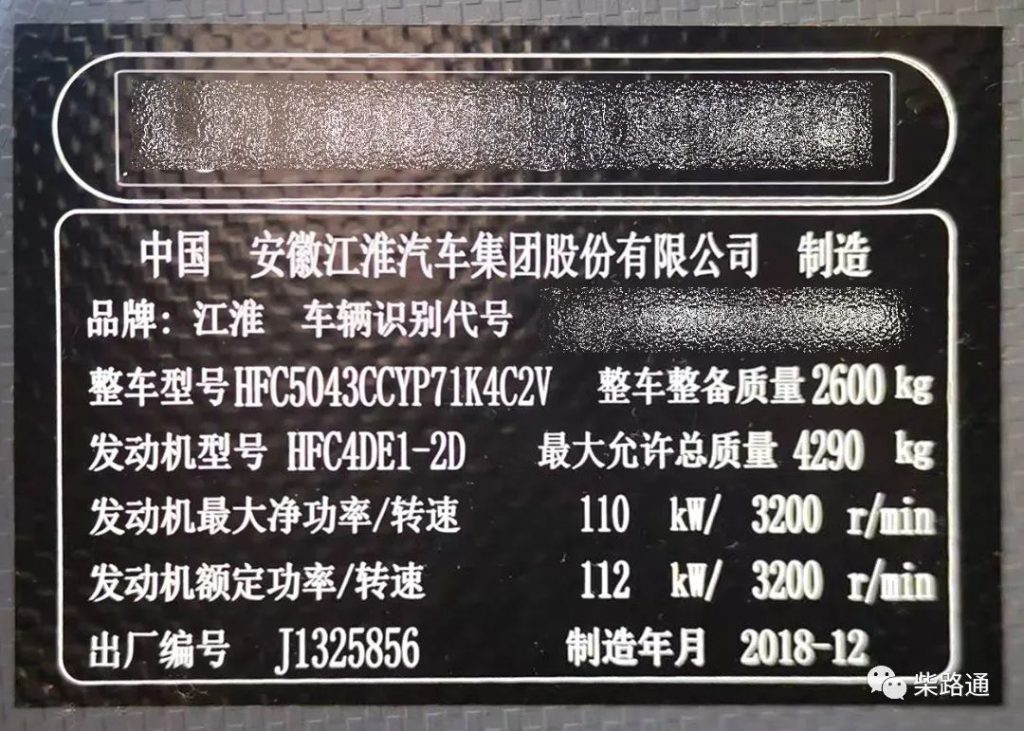 中国 安徽江淮汽车集团股份有限公司 制造
品牌：江淮 车辆识别代号
整车型号 HFC5043CCYP71K4C2V 整车整备质量 2600 kg
发动机型号 HFC4DE1-2D 最大允许总质量 4290 kg
发动机最大净功率/转速 110 kW/ 3200 r/min
发动机额定功率/转速 112 kW/ 3200 r/min
出厂编号 J1325856 制造年月 2018-12
柴路通